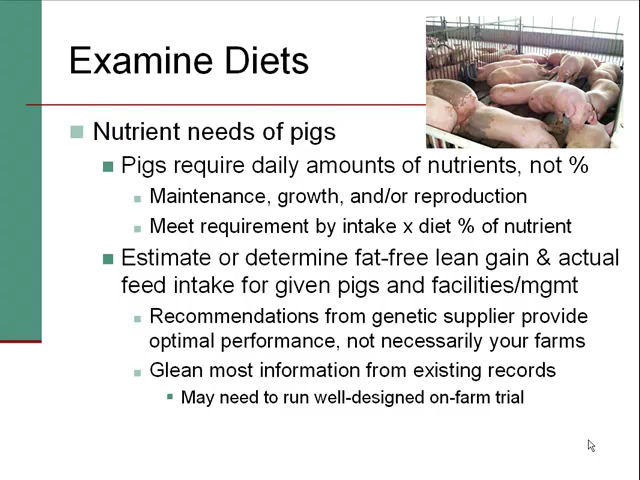 Examine Diets
Nutrient needs of pigs
Pigs require daily amounts of nutrients, not %
Maintenance, growth, and/or reproduction
Meet requirement by intake x diet % of nutrient
Estimate or determine fat-free lean gain & actual
feed intake for given pigs and facilities/mgmt
Recommendations from genetic supplier provide
optimal performance, not necessarily your farms
Glean most information from existing records
May need to run well-designed on-farm trial